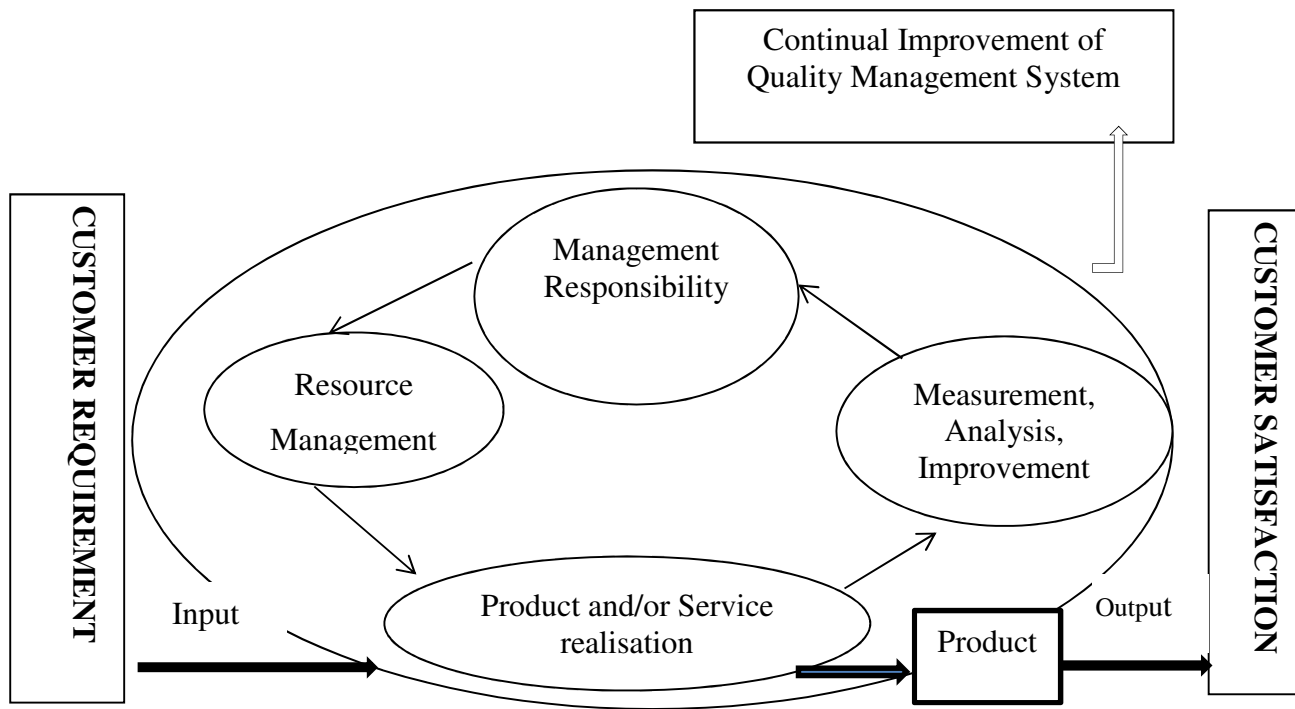 Continual Improvement of
Quality Management System
CUSTOMER REQUIREMENT
Management
Responsibility
Resource
Management
Measurement,
Analysis,
Improvement
CUSTOMER SATISFACTION
Input
Product and/or Service
realisation
Product
Output